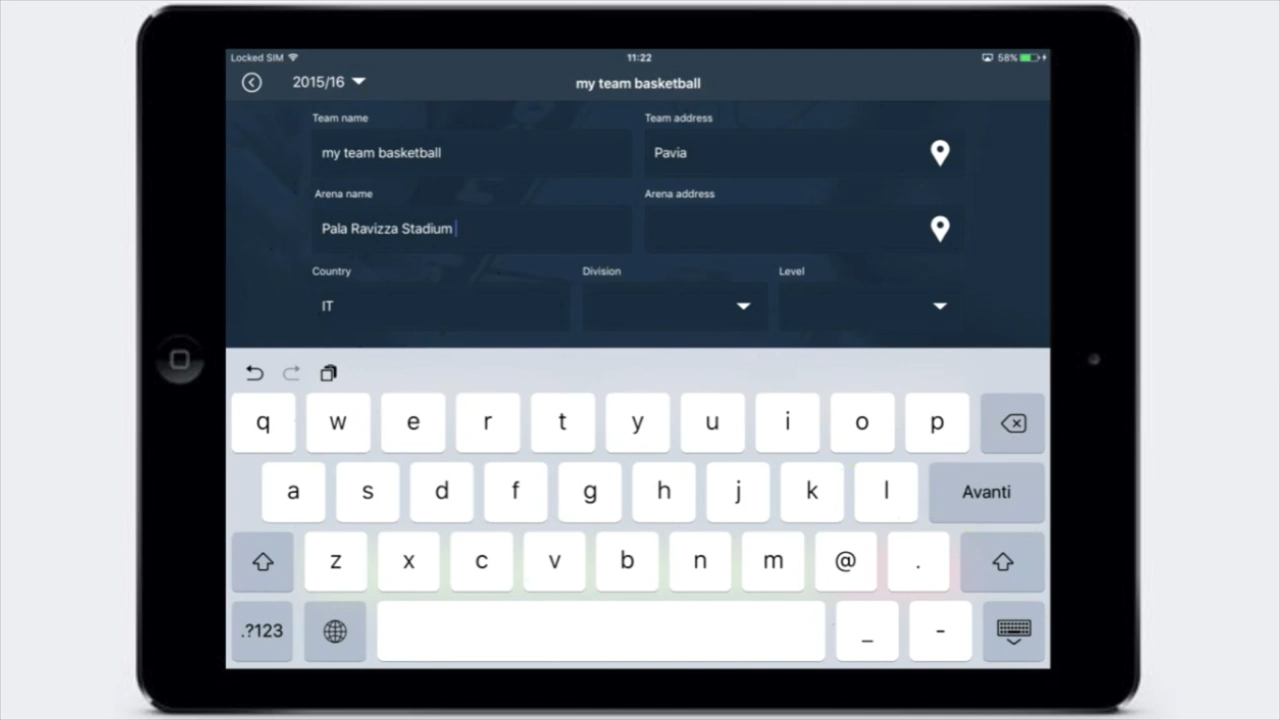 Locked SIM 11:22 58%
2015/16 my team basketball
Team name Team address
my team basketball Pavia
Arena name Arena address
Pala Ravizza Stadium
Country Division Level
IT
q w e r t y u i o p
a s d f g h j k l Avanti
z x c v b n m @ .
.?123 _ -